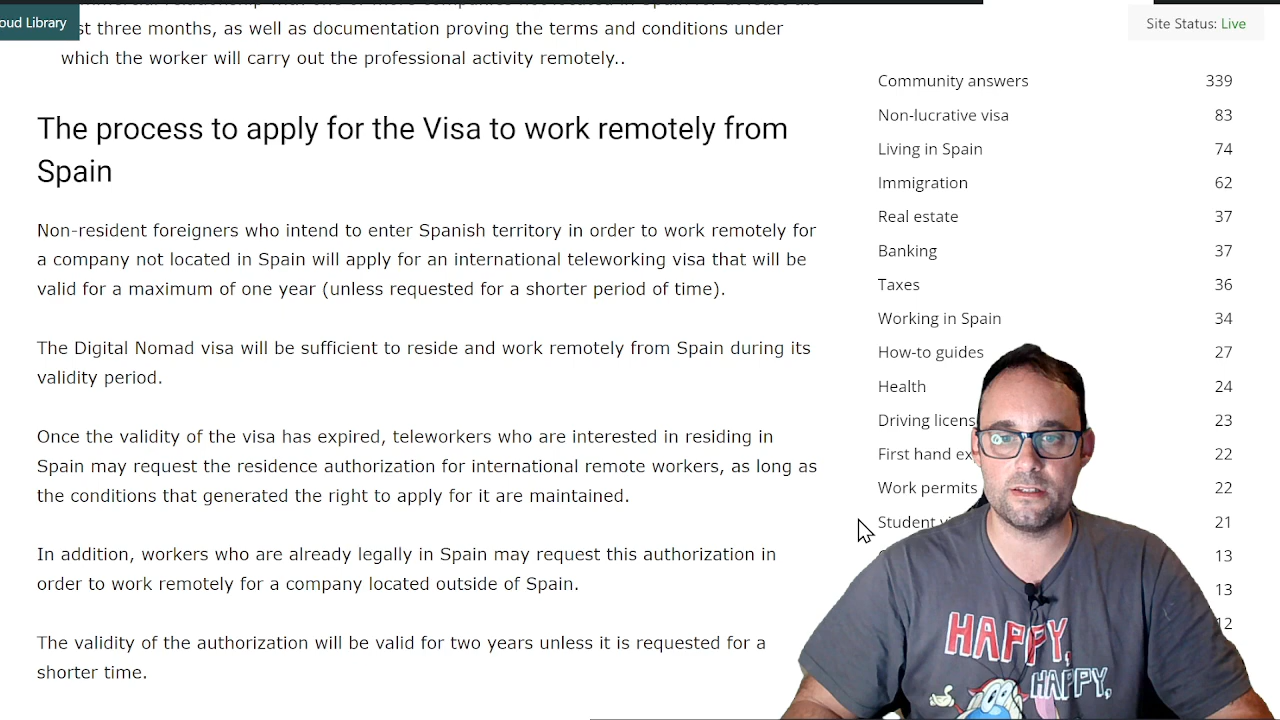 oud Library
Site Status: Live
st three months, as well as documentation proving the terms and conditions under
which the worker will carry out the professional activity remotely..
The process to apply for the Visa to work remotely from
Spain
Non-resident foreigners who intend to enter Spanish territory in order to work remotely for
a company not located in Spain will apply for an international teleworking visa that will be
valid for a maximum of one year (unless requested for a shorter period of time).
The Digital Nomad visa will be sufficient to reside and work remotely from Spain during its
validity period.
Once the validity of the visa has expired, teleworkers who are interested in residing in
Spain may request the residence authorization for international remote workers, as long as
the conditions that generated the right to apply for it are maintained.
In addition, workers who are already legally in Spain may request this authorization in
order to work remotely for a company located outside of Spain.
The validity of the authorization will be valid for two years unless it is requested for a
shorter time.
Community answers 339
Non-lucrative visa 83
Living in Spain 74
Immigration 62
Real estate 37
Banking 37
Taxes 36
Working in Spain 34
How-to guides 27
Health 24
Driving licens 23
First hand ex 22
Work permits 22
Student vi 21
13
13
12
HAPPY,
HAPPY,